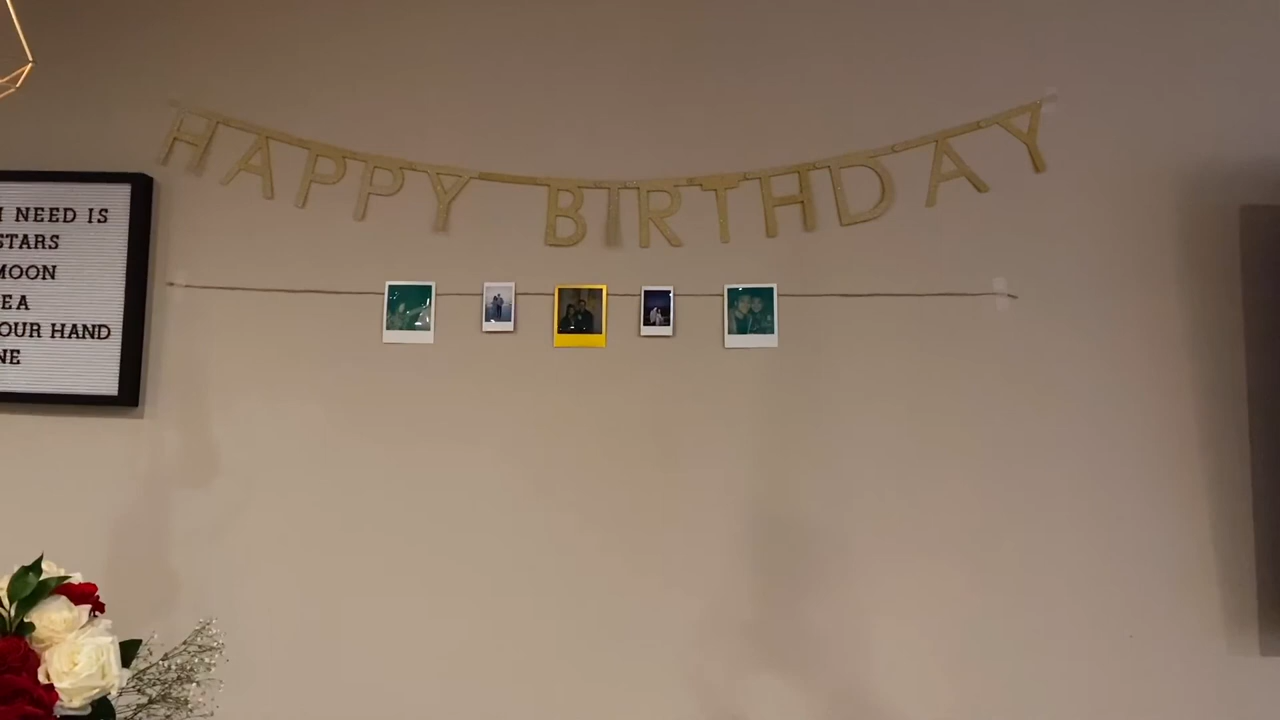 HAPPY BIRTHDAY
NEED IS
STARS
MOON
EA
OUR HAND
NE